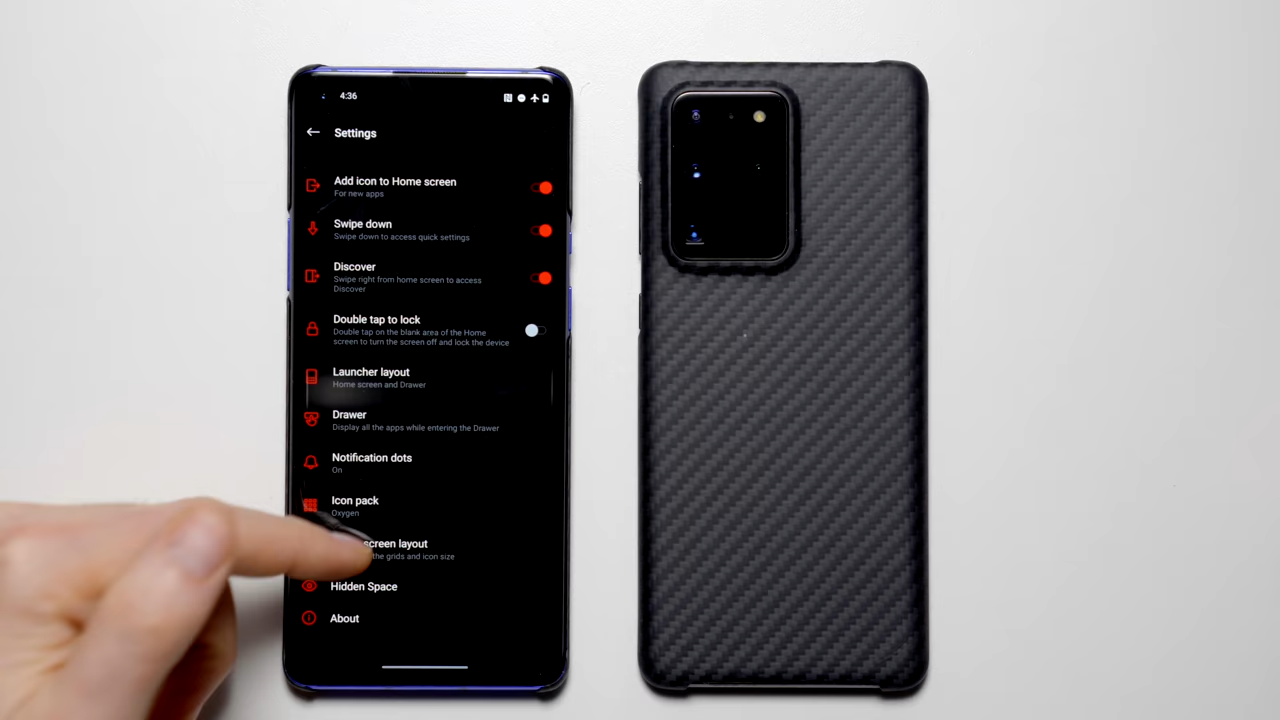 4:36
Settings
Add icon to Home screen
For new apps
Swipe down
Swipe down to access quick settings
Discover
Swipe right from home screen to access
Discover
Double tap to lock
Double tap on the blank area of the Home
screen to turn the screen off and lock the device
Launcher layout
Home screen and Drawer
Drawer
Display all the apps while entering the Drawer
Notification dots
On
Icon pack
Oxygen
screen layout
the grids and icon size
Hidden Space
About